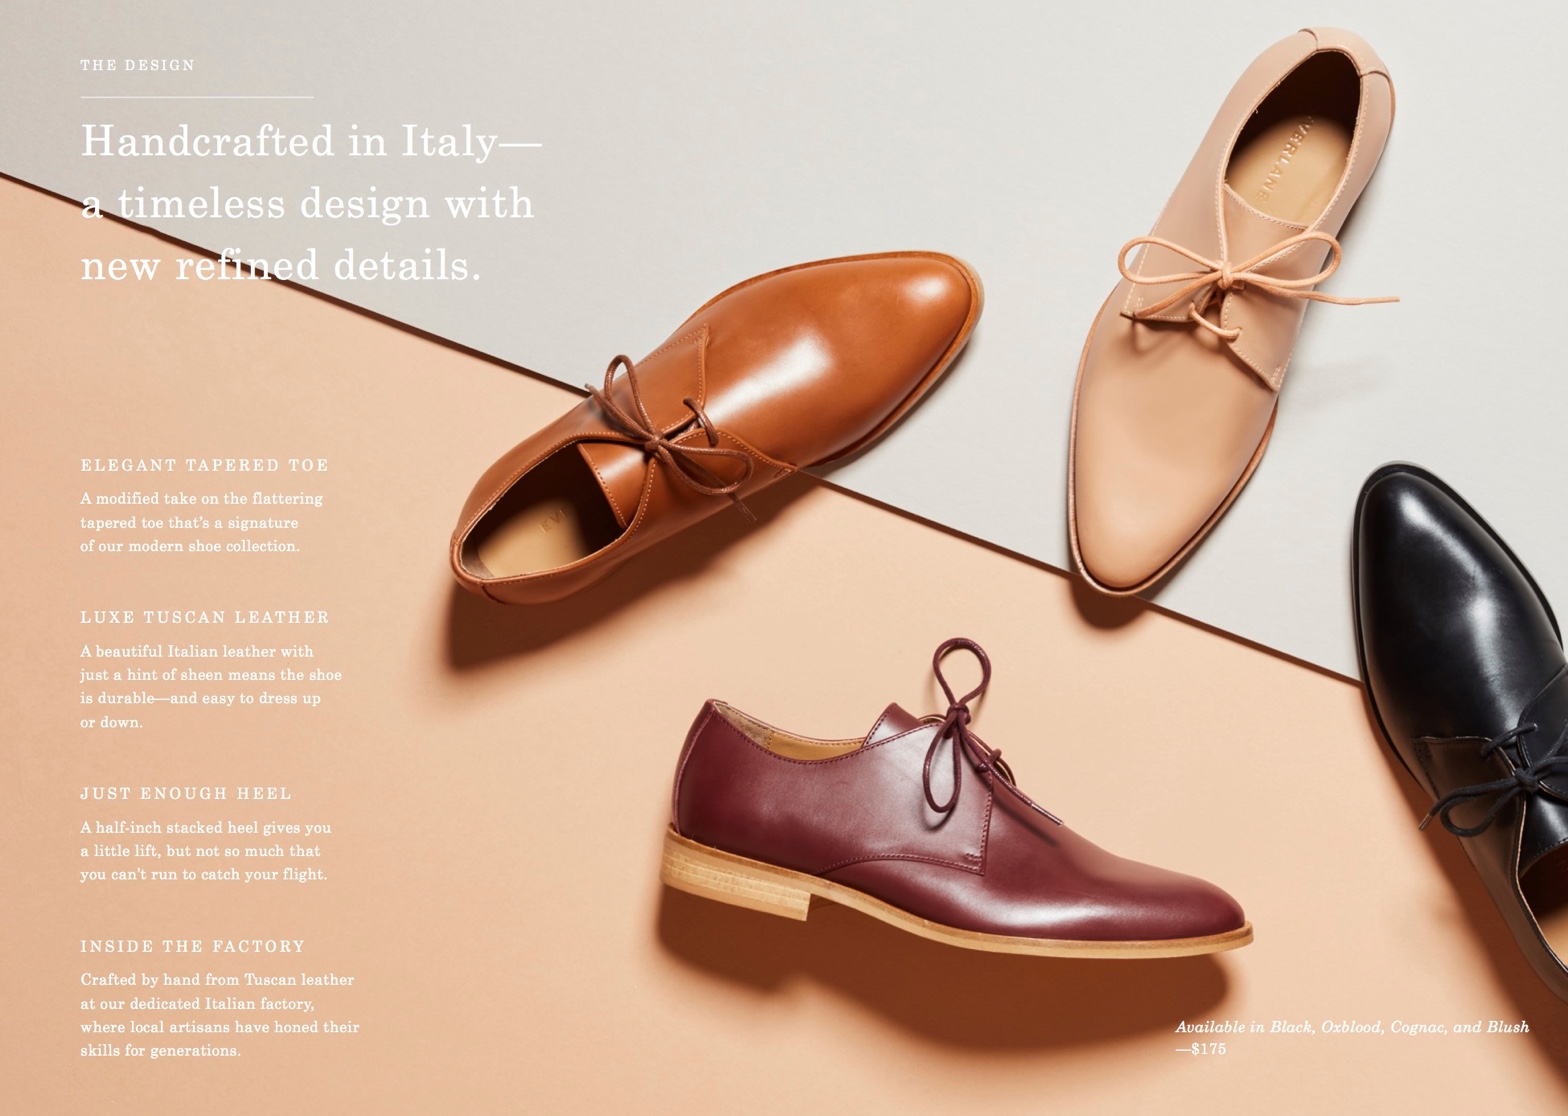 THE DESIGN
Handcrafted in Italy—
a timeless design with
new refined details.
ELEGANT TAPERED TOE
A modified take on the flattering
tapered toe that's a signature
of our modern shoe collection.
LUXE TUSCAN LEATHER
A beautiful Italian leather with
just a hint of sheen means the shoe
is durable—and easy to dress up
or down.
JUST ENOUGH HEEL
A half-inch stacked heel gives you
a little lift, but not so much that
you can't run to catch your flight.
INSIDE THE FACTORY
Crafted by hand from Tuscan leather
at our dedicated Italian factory,
where local artisans have honed their
skills for generations.
EVERLANE
Available in Black, Oxblood, Cognac, and Blush
—$175